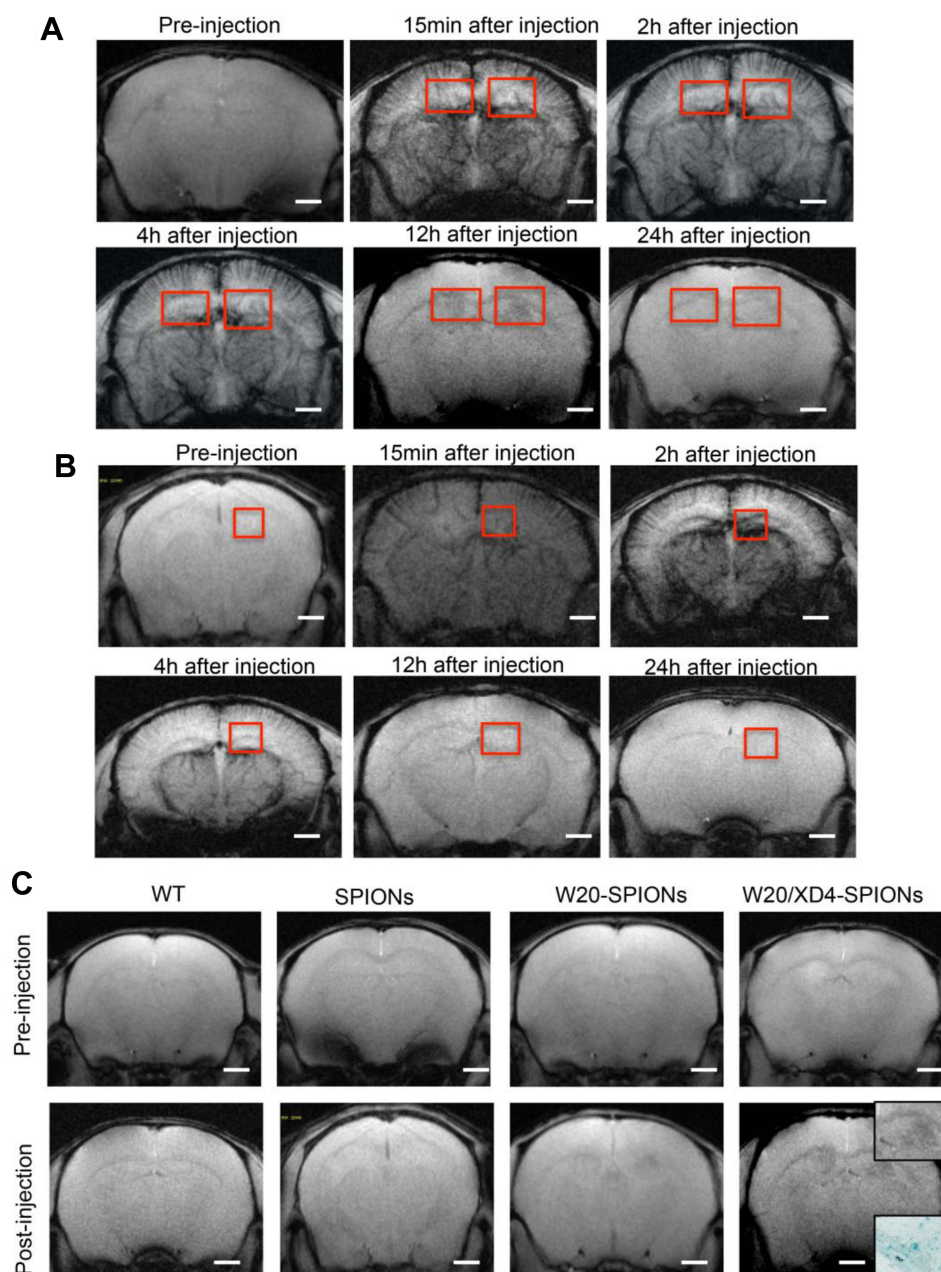 A
Pre-injection
15min after injection
2h after injection
4h after injection
12h after injection
24h after injection
B
Pre-injection
15min after injection
2h after injection
4h after injection
12h after injection
24h after injection
C
WT
SPIONs
W20-SPIONs
W20/XD4-SPIONs
Pre-injection
Post-injection